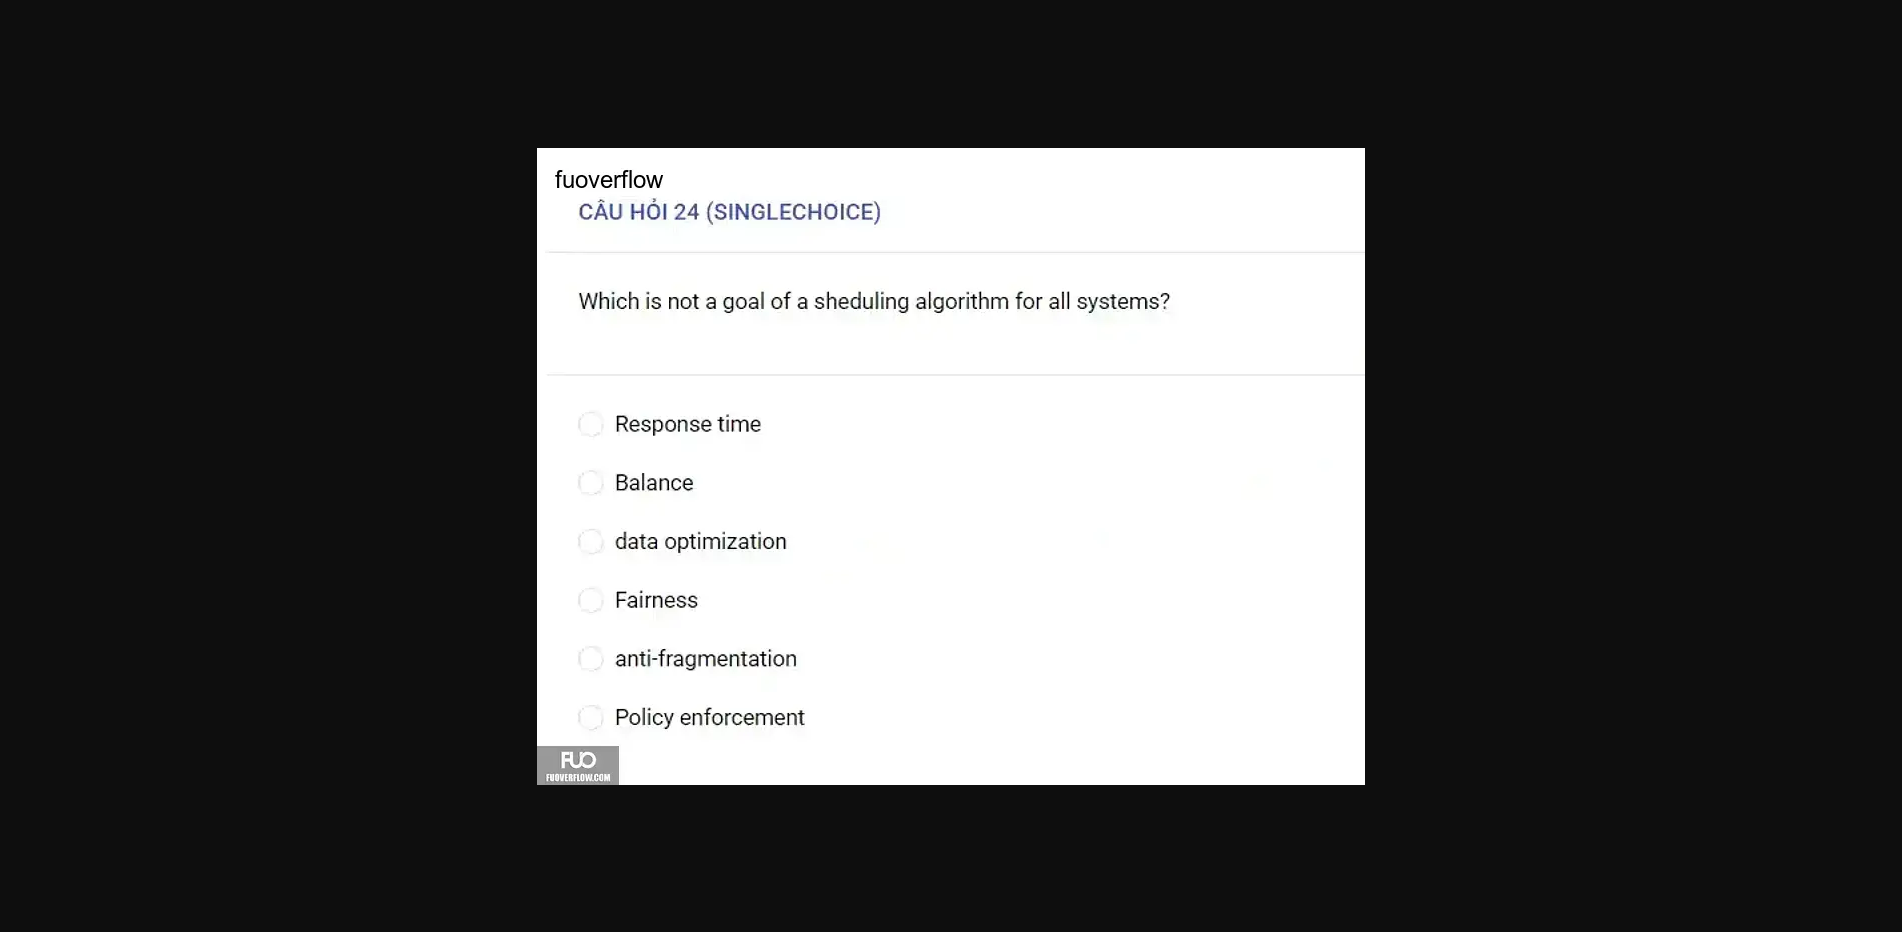 fuoverflow
CÂU HỎI 24 (SINGLECHOICE)
Which is not a goal of a sheduling algorithm for all systems?
Response time
Balance
data optimization
Fairness
anti-fragmentation
Policy enforcement
FUO
FUOVERFLOW.COM